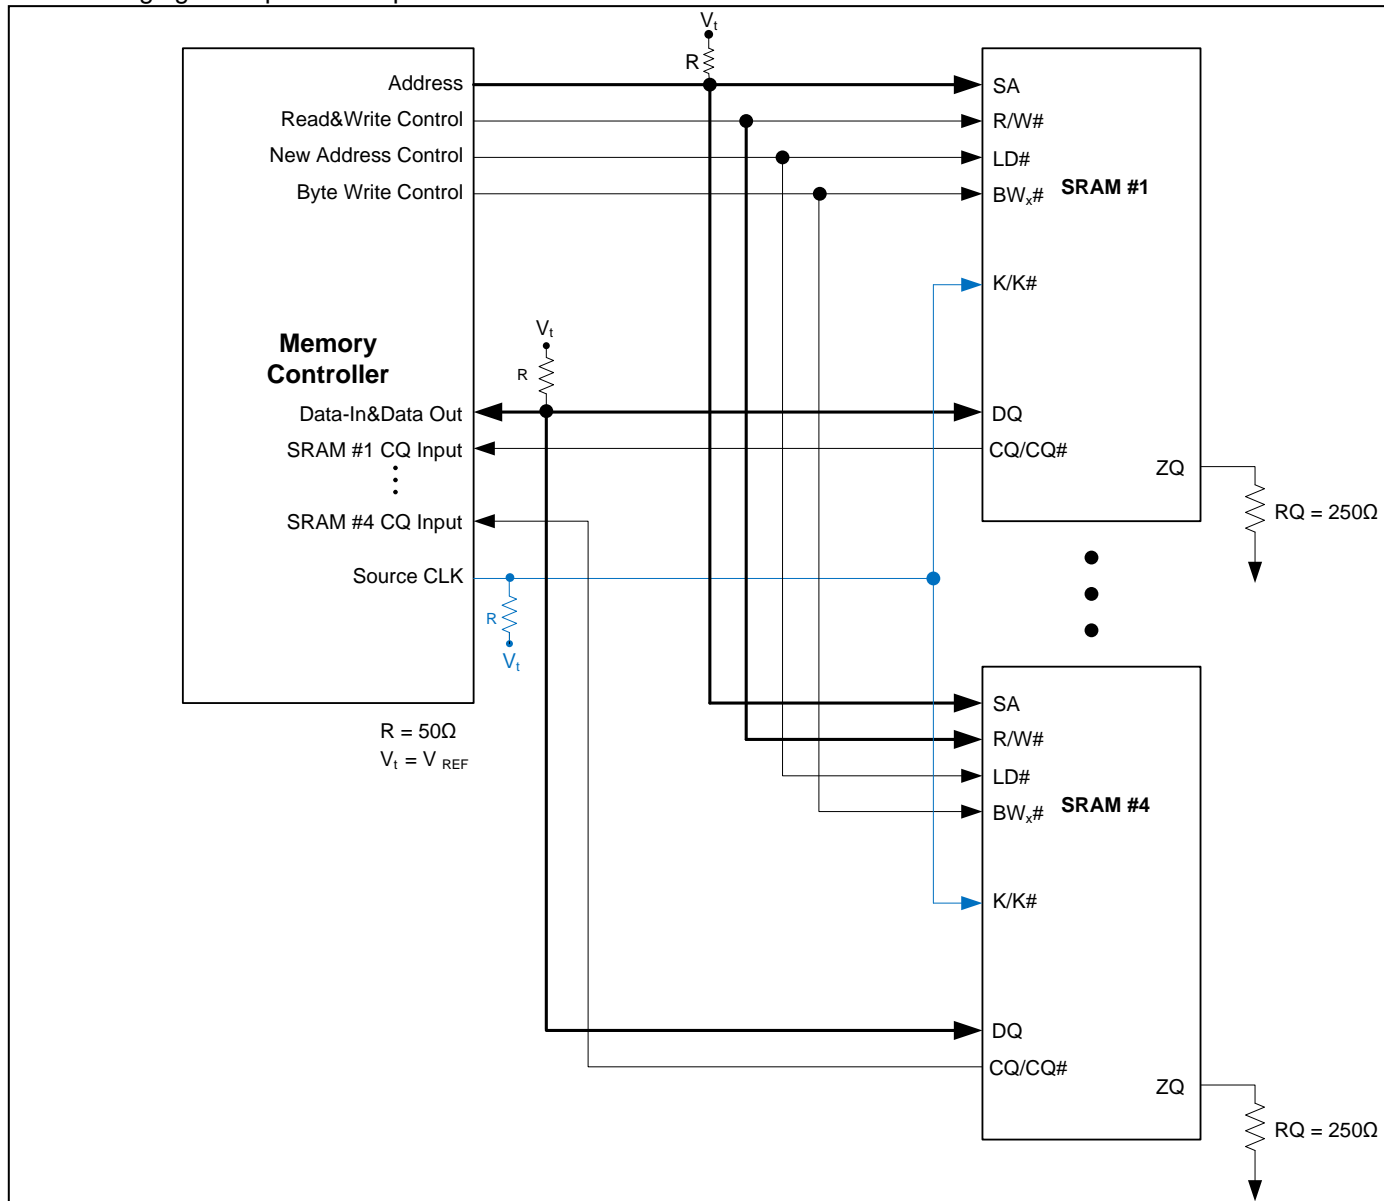 Vt
R
Address
SA
Read&Write Control
R/W#
New Address Control
LD#
SRAM #1
Byte Write Control
BWx#
K/K#
Vt
Memory
Controller
R
Data-In&Data Out
DQ
SRAM #1 CQ Input
CQ/CQ#
ZQ
RQ = 250Ω
SRAM #4 CQ Input
Source CLK
R
Vt
R = 50Ω
Vt = V REF
SA
R/W#
LD#
SRAM #4
BWx#
K/K#
DQ
CQ/CQ#
ZQ
RQ = 250Ω